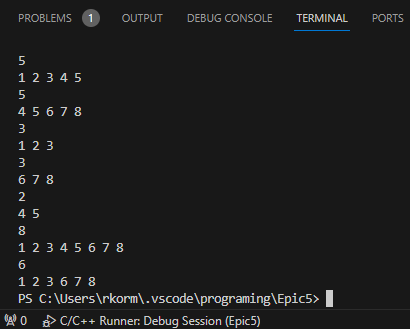 PROBLEMS 1 OUTPUT DEBUG CONSOLE TERMINAL PORTS
5
1 2 3 4 5
5
4 5 6 7 8
3
1 2 3
3
6 7 8
2
4 5
8
1 2 3 4 5 6 7 8
6
1 2 3 6 7 8
PS C:\Users\rkorm\.vscode\programing\Epic5>
0 C/C++ Runner: Debug Session (Epic5)